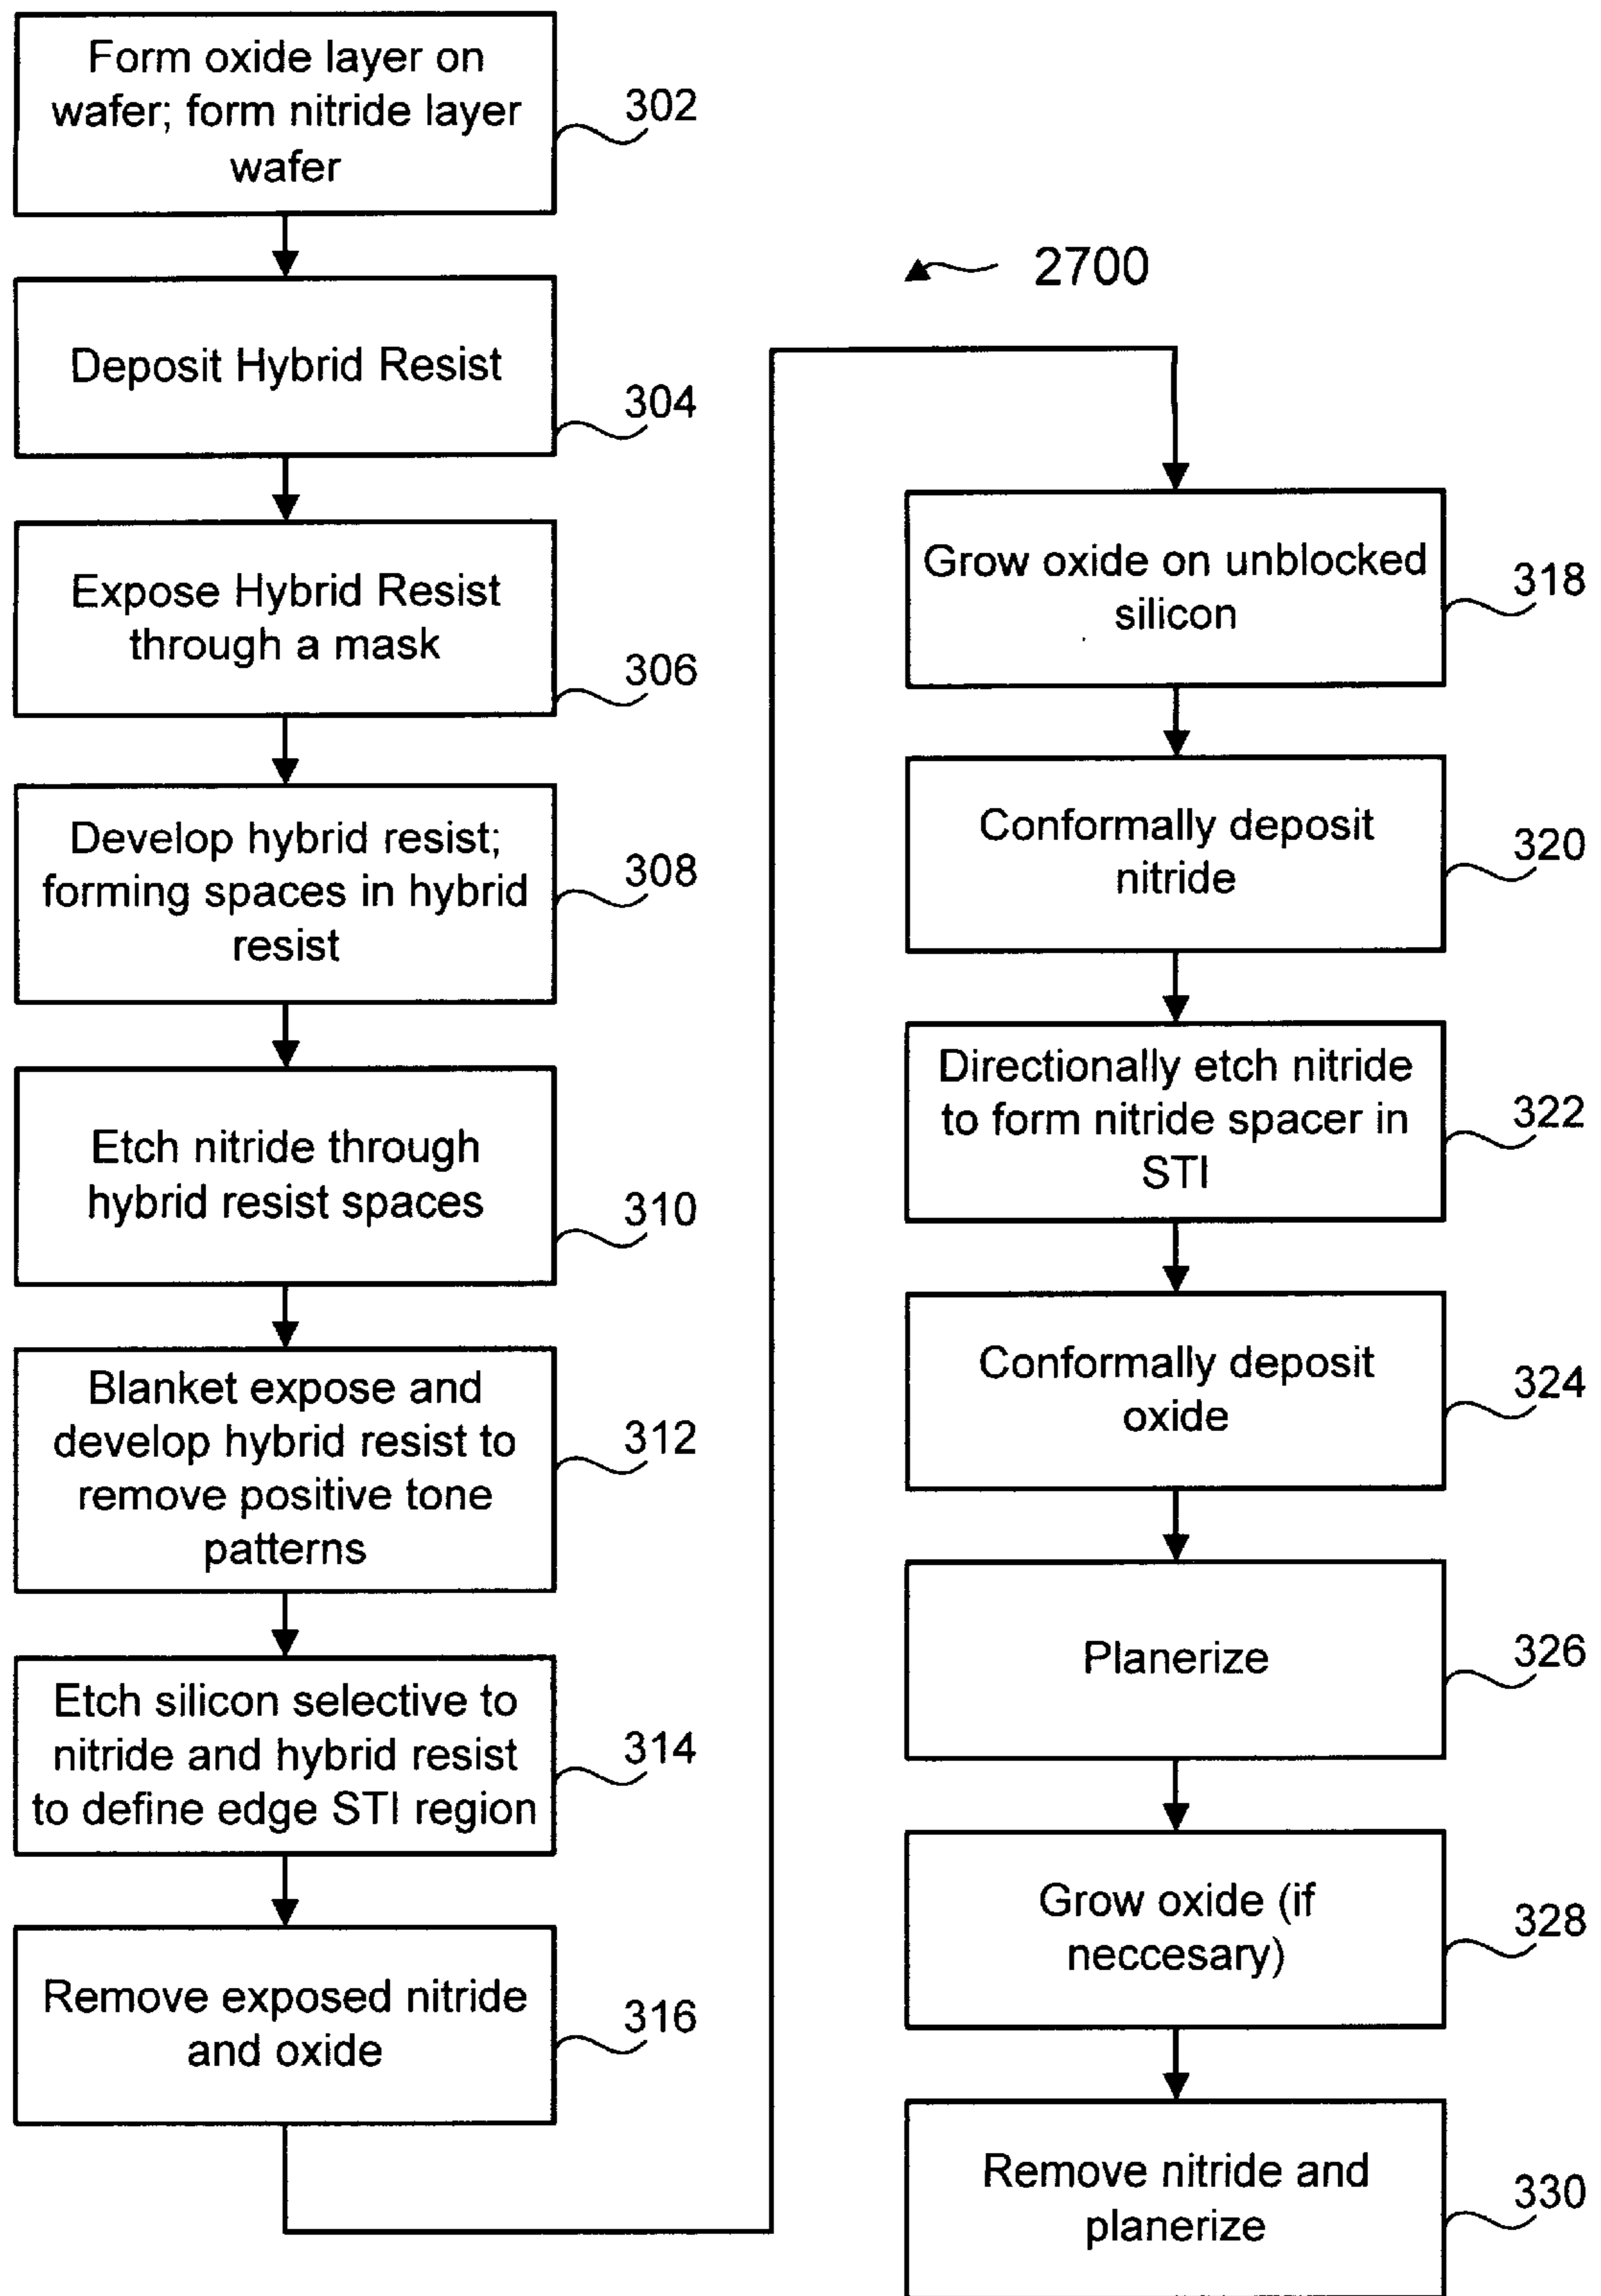 Form oxide layer on
wafer; form nitride layer
wafer
302
Deposit Hybrid Resist
304
Expose Hybrid Resist
through a mask
306
Develop hybrid resist;
forming spaces in hybrid
resist
308
Etch nitride through
hybrid resist spaces
310
Blanket expose and
develop hybrid resist to
remove positive tone
patterns
312
Etch silicon selective to
nitride and hybrid resist
to define edge STI region
314
Remove exposed nitride
and oxide
316
2700
Grow oxide on unblocked
silicon
318
Conformally deposit
nitride
320
Directionally etch nitride
to form nitride spacer in
STI
322
Conformally deposit
oxide
324
Planerize
326
Grow oxide (if
neccesary)
328
Remove nitride and
planerize
330